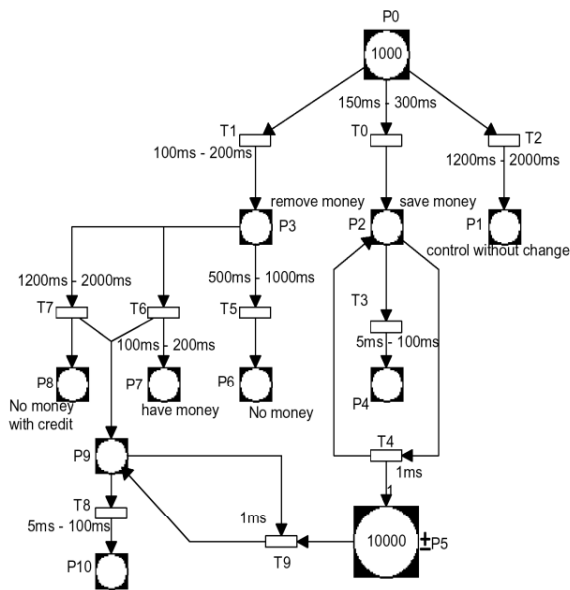 P0
1000
150ms - 300ms
T1
T0
T2
100ms - 200ms
1200ms - 2000ms
remove money
save money
P3
P2
P1
control without change
1200ms - 2000ms
500ms - 1000ms
T7
T6
T5
T3
100ms - 200ms
5ms - 100ms
P8
P7
P6
P4
No money
with credit
have money
No money
P9
T4
1ms
1
T8
5ms - 100ms
1ms
10000
±P5
T9
P10